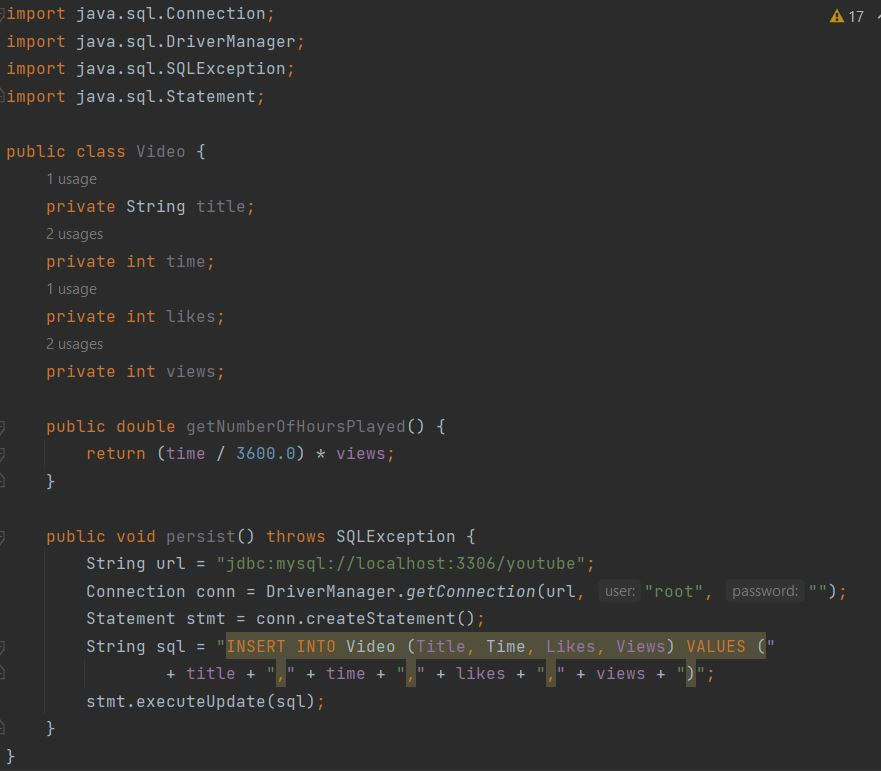 import java.sql.Connection;
17
import java.sql.DriverManager;
import java.sql.SQLException;
import java.sql.Statement;
public class Video {
1 usage
private String title;
2 usages
private int time;
1 usage
private int likes;
2 usages
private int views;
public double getNumberOfHoursPlayed() {
return (time / 3600.0) * views;
}
public void persist() throws SQLException {
String url = "jdbc:mysql://localhost:3306/youtube";
Connection conn = DriverManager.getConnection(url, user: "root", password: "");
Statement stmt = conn.createStatement();
String sql = "INSERT INTO Video (Title, Time, Likes, Views) VALUES ("
+ title + "," + time + "," + likes + "," + views + ")";
stmt.executeUpdate(sql);
}
}